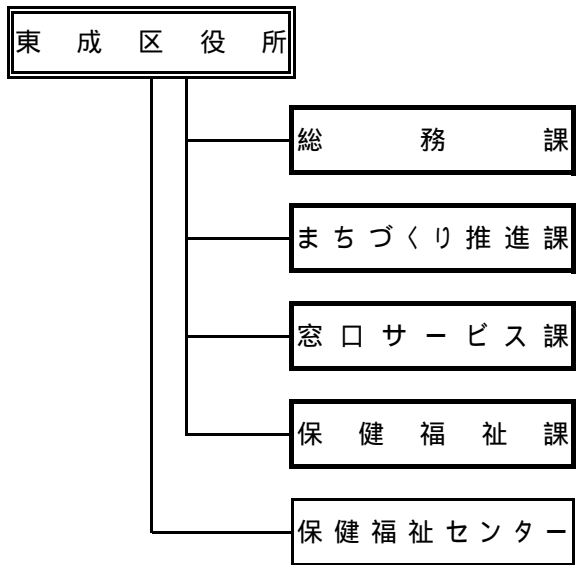 東成区役所
総務課
まちづくり推進課
窓口サービス課
保健福祉課
保健福祉センター